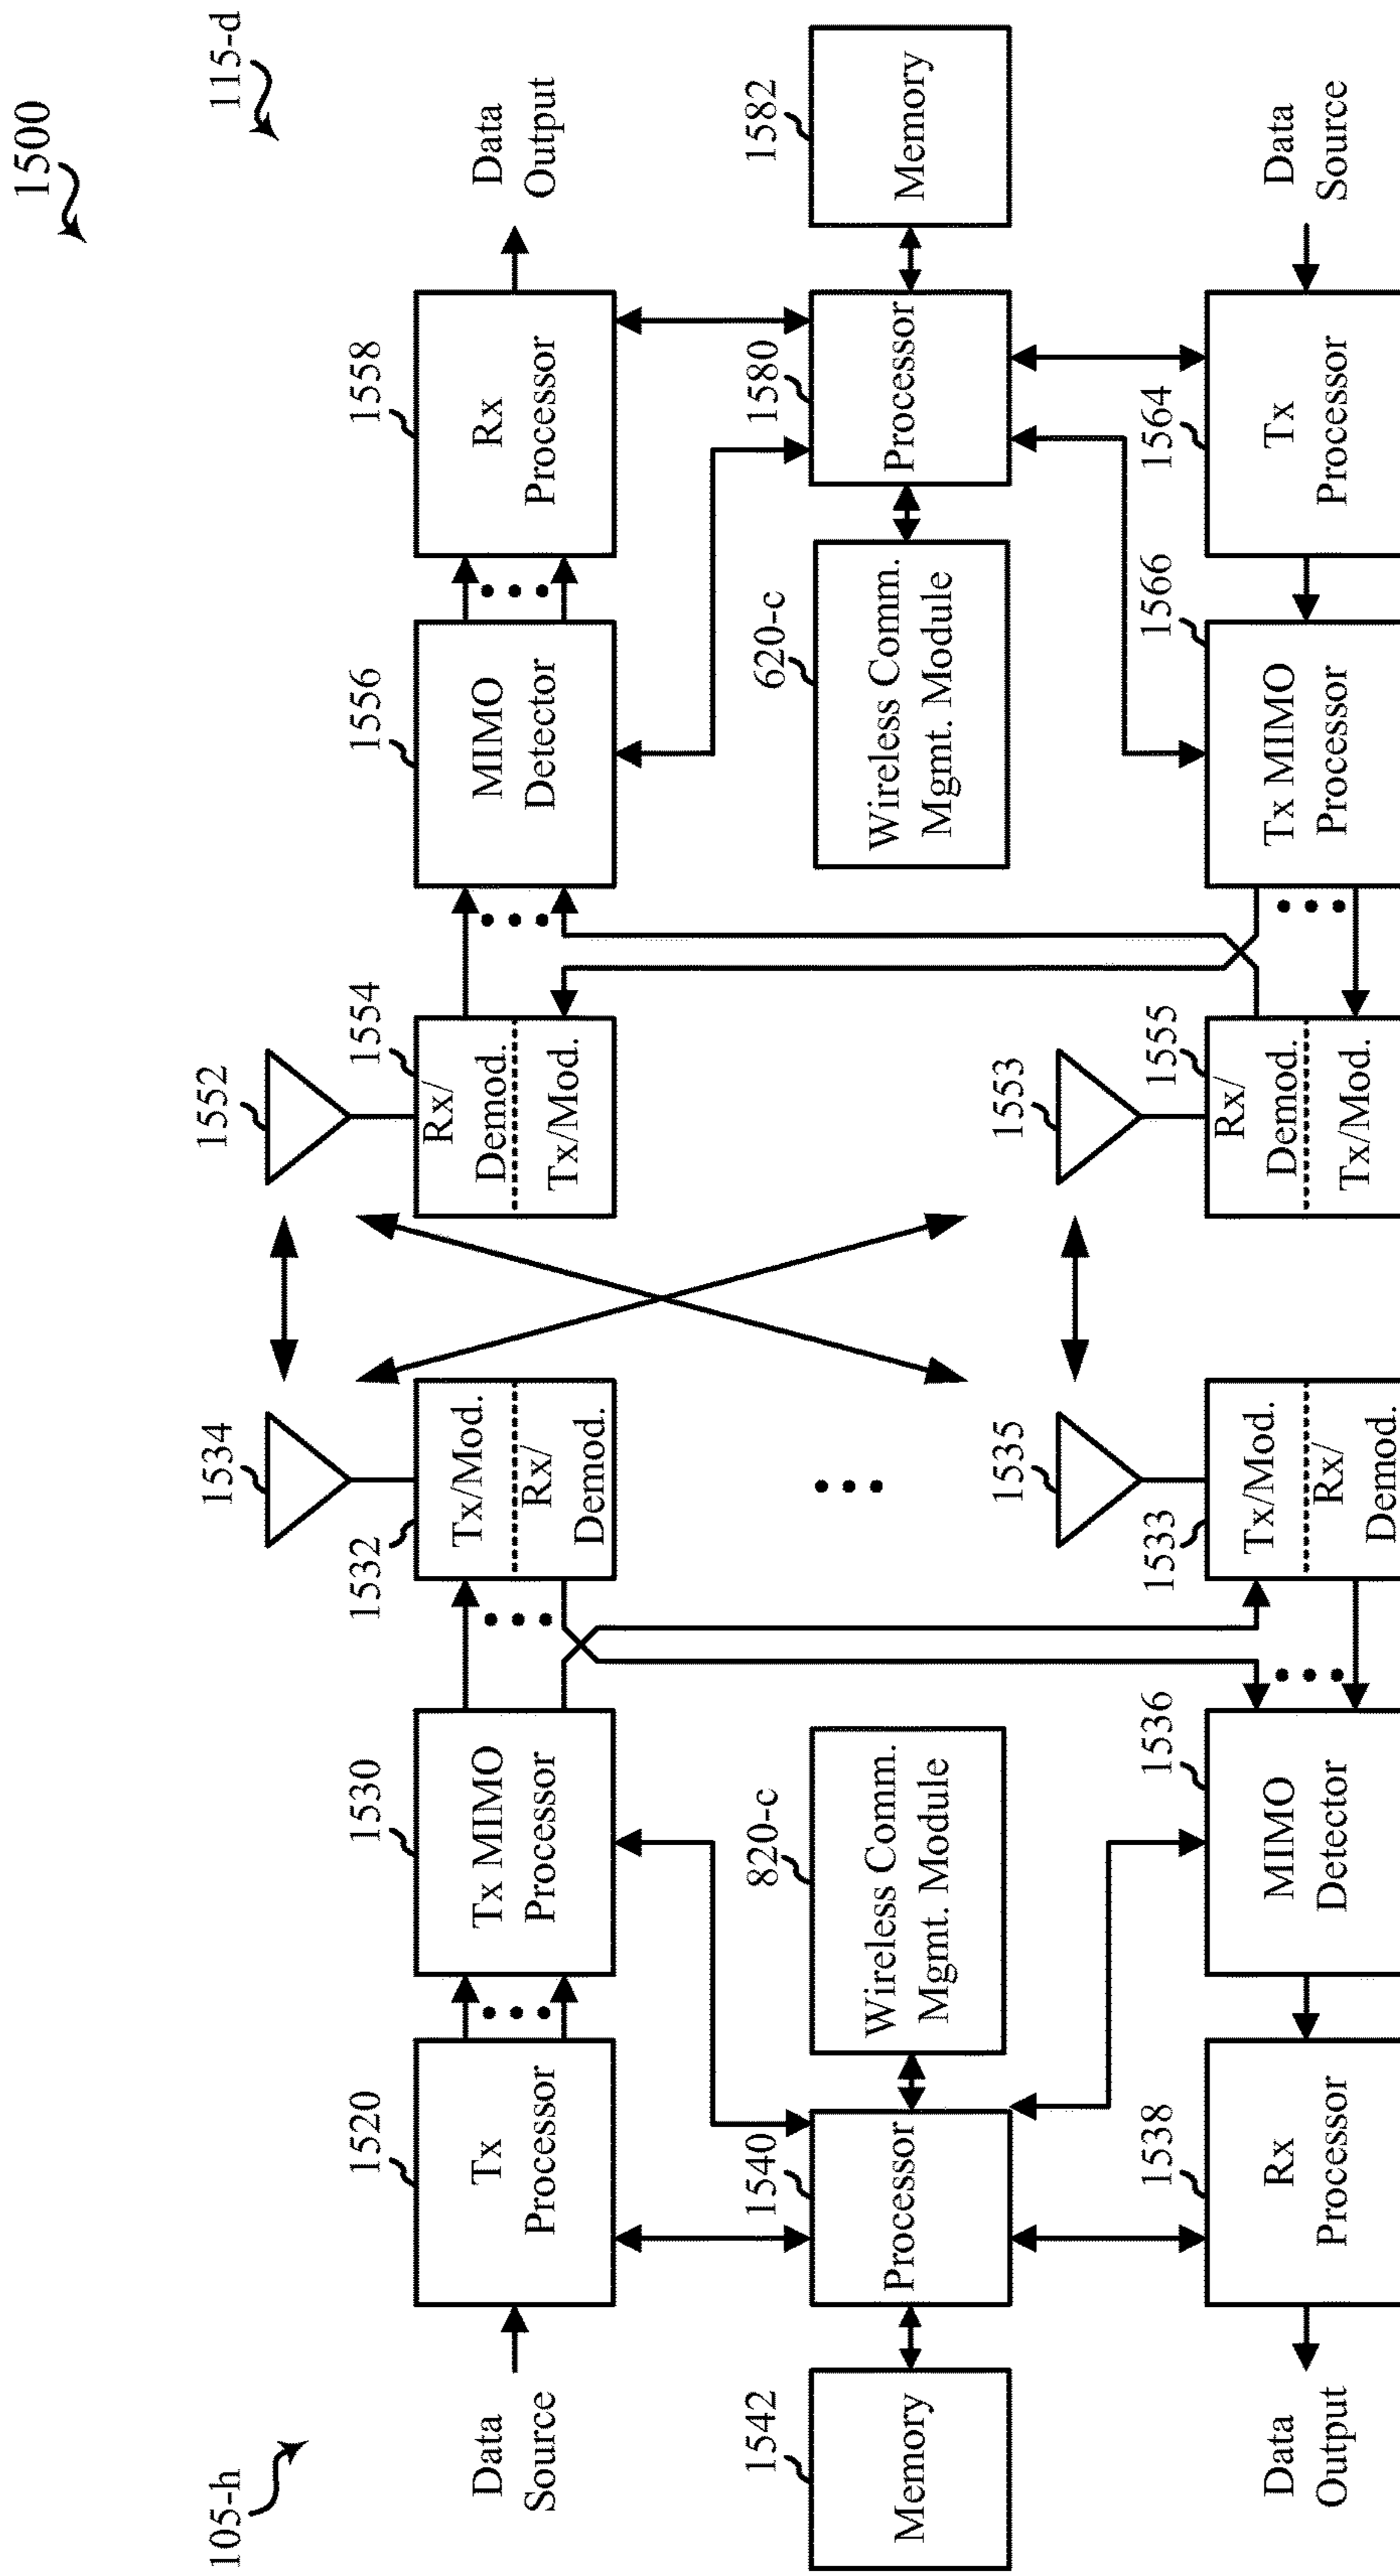 1500
105-h
115-d
1534
1552
Data
Source
1520
Tx
Processor
1530
Tx MIMO
Processor
1532
Tx/Mod.
Rx/
Demod.
1554
Rx/
Demod.
Tx/Mod.
1556
MIMO
Detector
1558
Rx
Processor
Data
Output
1542
Memory
1540
Processor
820-c
Wireless Comm.
Mgmt. Module
620-c
Wireless Comm.
Mgmt. Module
1580
Processor
1582
Memory
1535
1553
Data
Output
1538
Rx
Processor
1536
MIMO
Detector
1533
Tx/Mod.
Rx/
Demod.
1555
Rx/
Demod.
Tx/Mod.
1566
Tx MIMO
Processor
1564
Tx
Processor
Data
Source